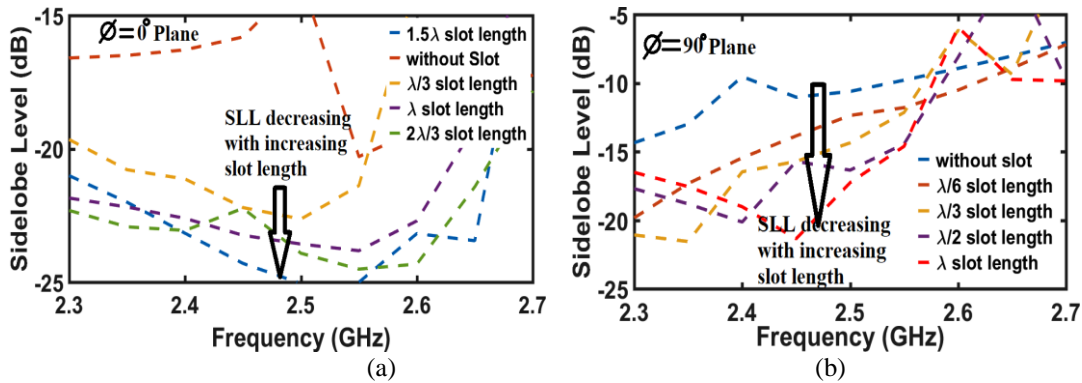 -15
-20
-25
Sidelobe Level (dB)
Ø=0° Plane
1.5λ slot length
without Slot
λ/3 slot length
λ slot length
2λ/3 slot length
SLL decreasing
with increasing
slot length
2.3 2.4 2.5 2.6 2.7
Frequency (GHz)
(a)
-5
-10
-15
-20
-25
Sidelobe Level (dB)
Ø=90° Plane
without slot
λ/6 slot length
λ/3 slot length
λ/2 slot length
λ slot length
SLL decreasing
with increasing
slot length
2.3 2.4 2.5 2.6 2.7
Frequency (GHz)
(b)